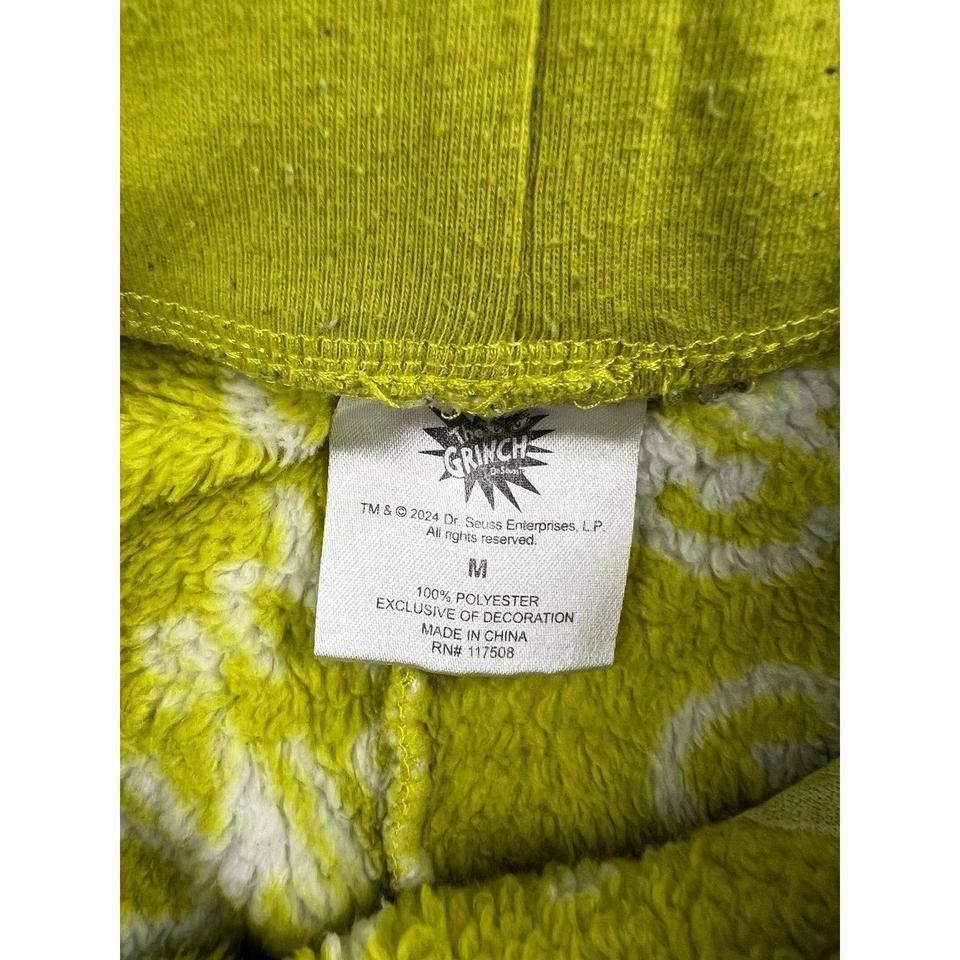 The
GRINCH
Dr. Seuss
TM & © 2024 Dr. Seuss Enterprises, L.P.
All rights reserved.
M
100% POLYESTER
EXCLUSIVE OF DECORATION
MADE IN CHINA
RN# 117508